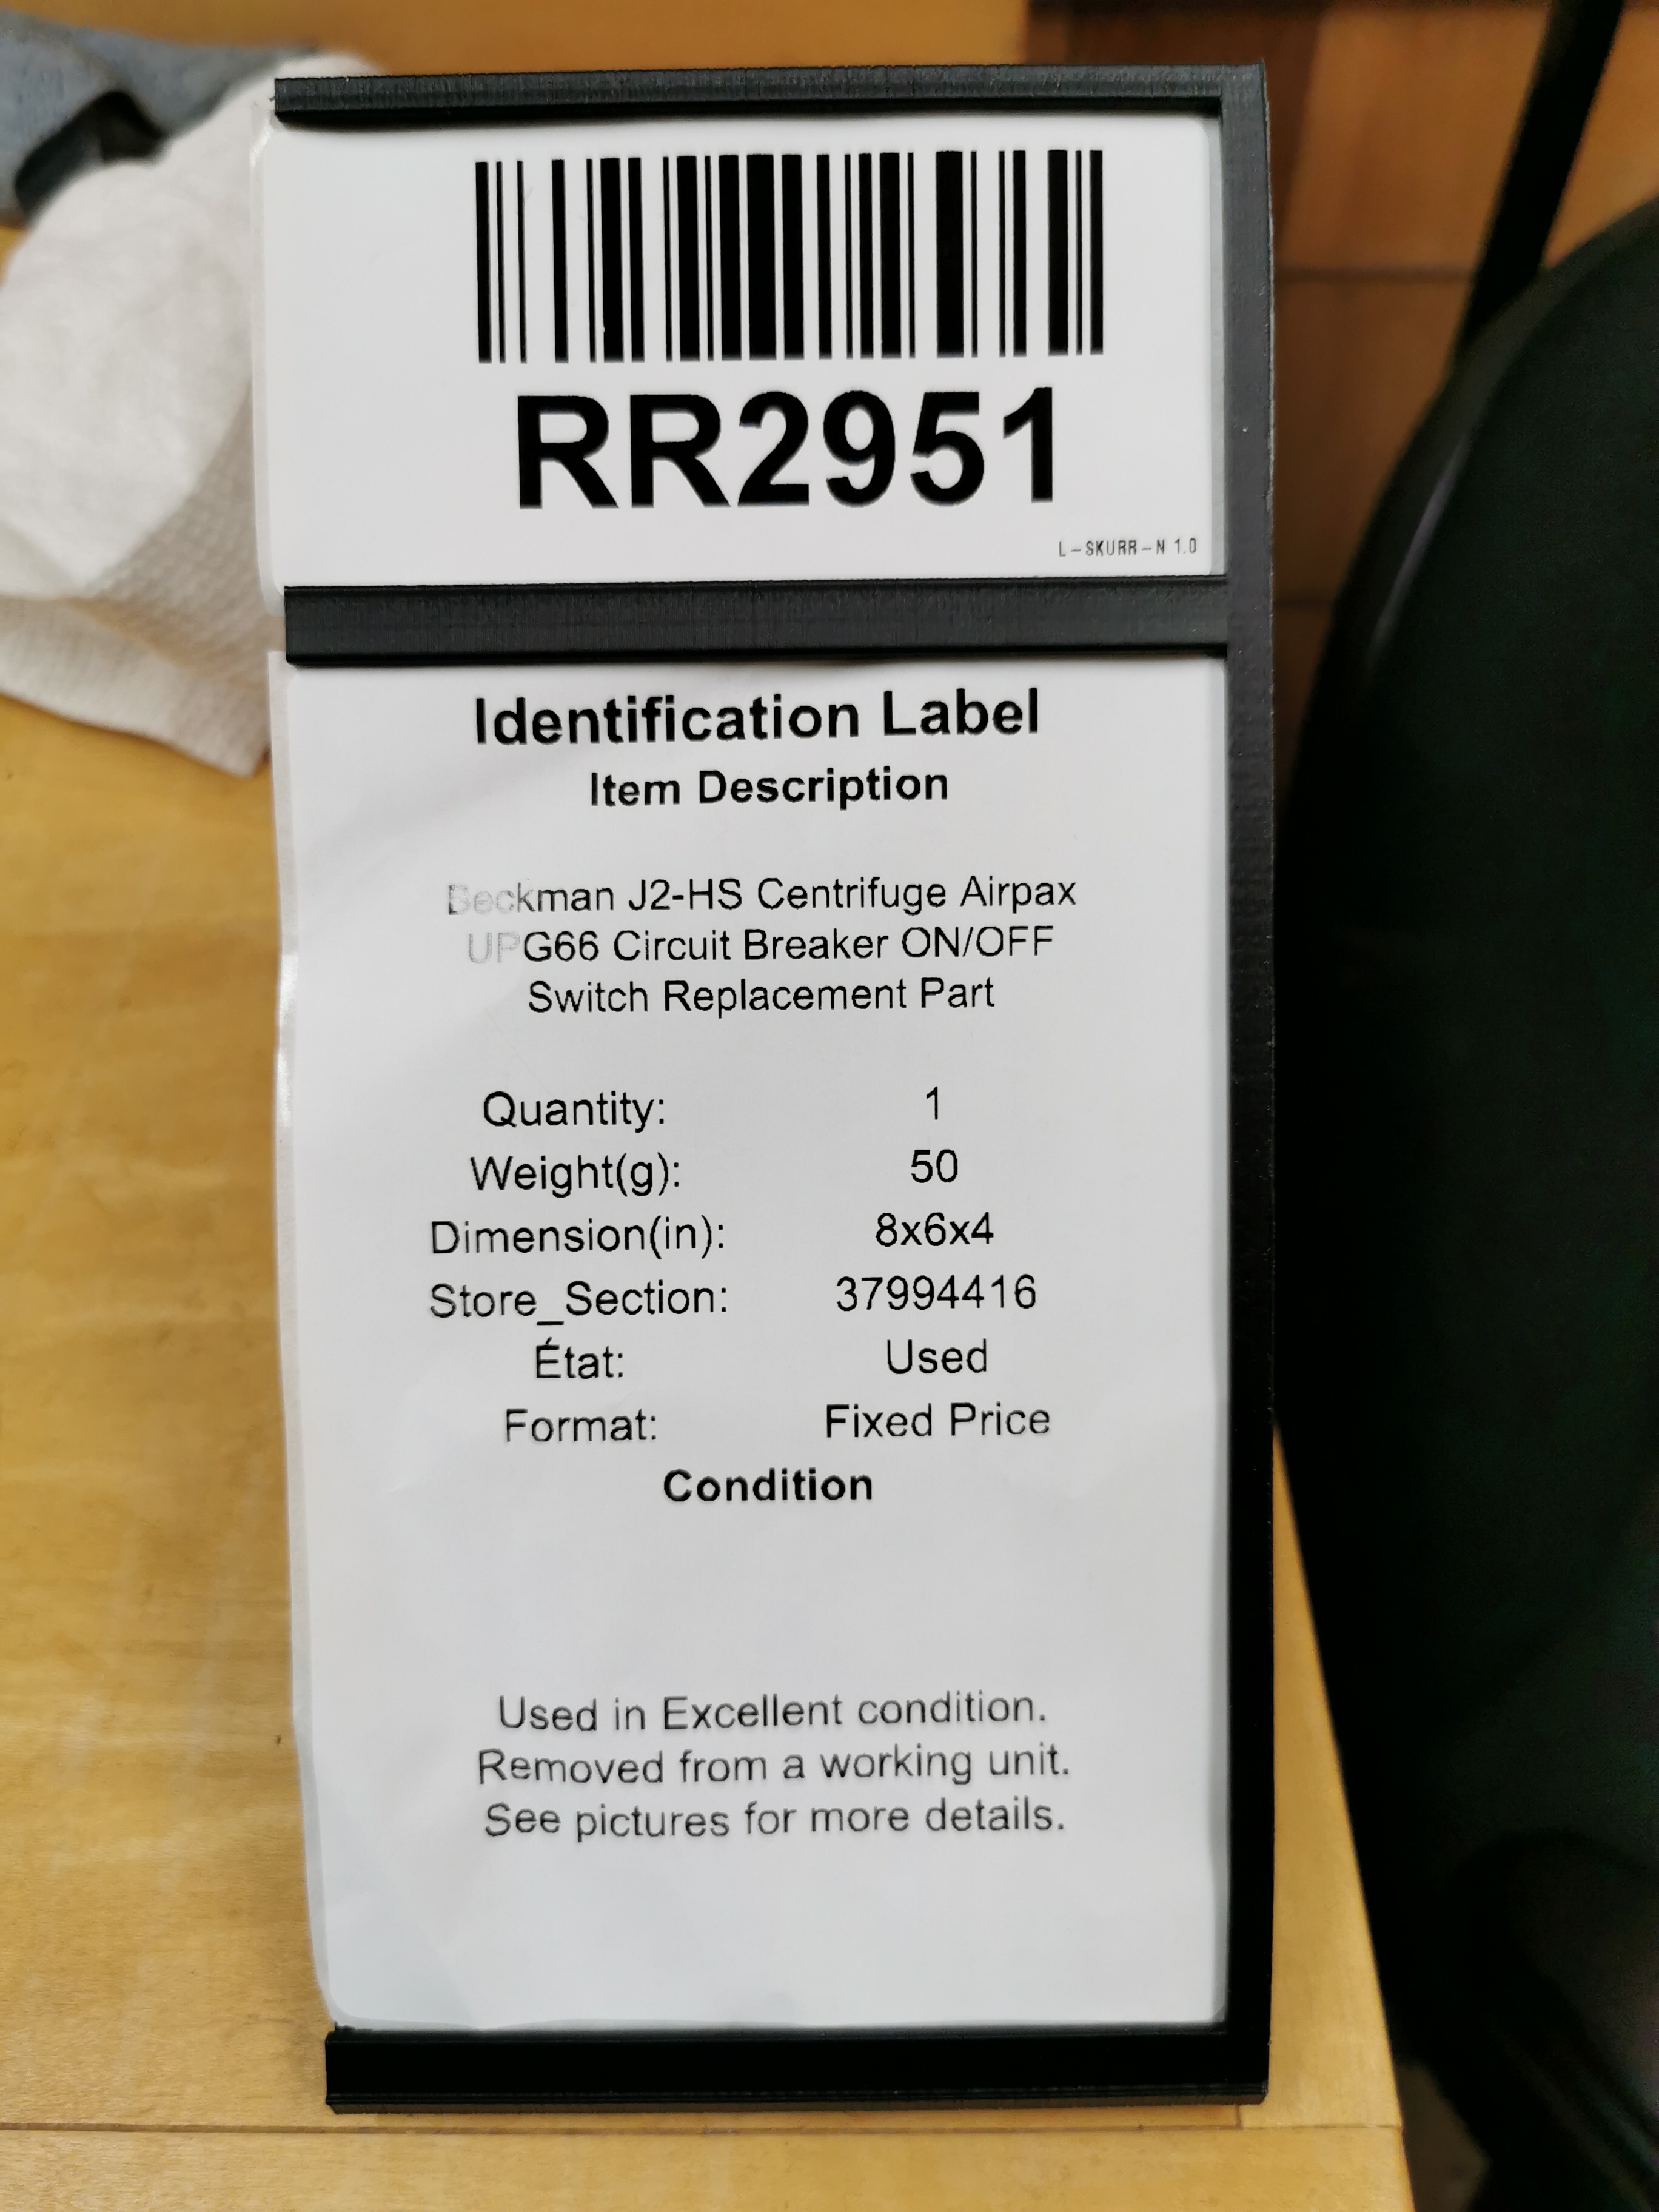 RR2951
L-SKURR-N 1.0
Identification Label
Item Description
Beckman J2-HS Centrifuge Airpax
UPG66 Circuit Breaker ON/OFF
Switch Replacement Part
Quantity: 1
Weight(g): 50
Dimension(in): 8x6x4
Store_Section: 37994416
État: Used
Format: Fixed Price
Condition
Used in Excellent condition.
Removed from a working unit.
See pictures for more details.